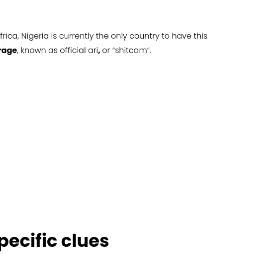 frica, Nigeria is currently the only country to have this
rage, known as official ari, or “shitcam”.
pecific clues